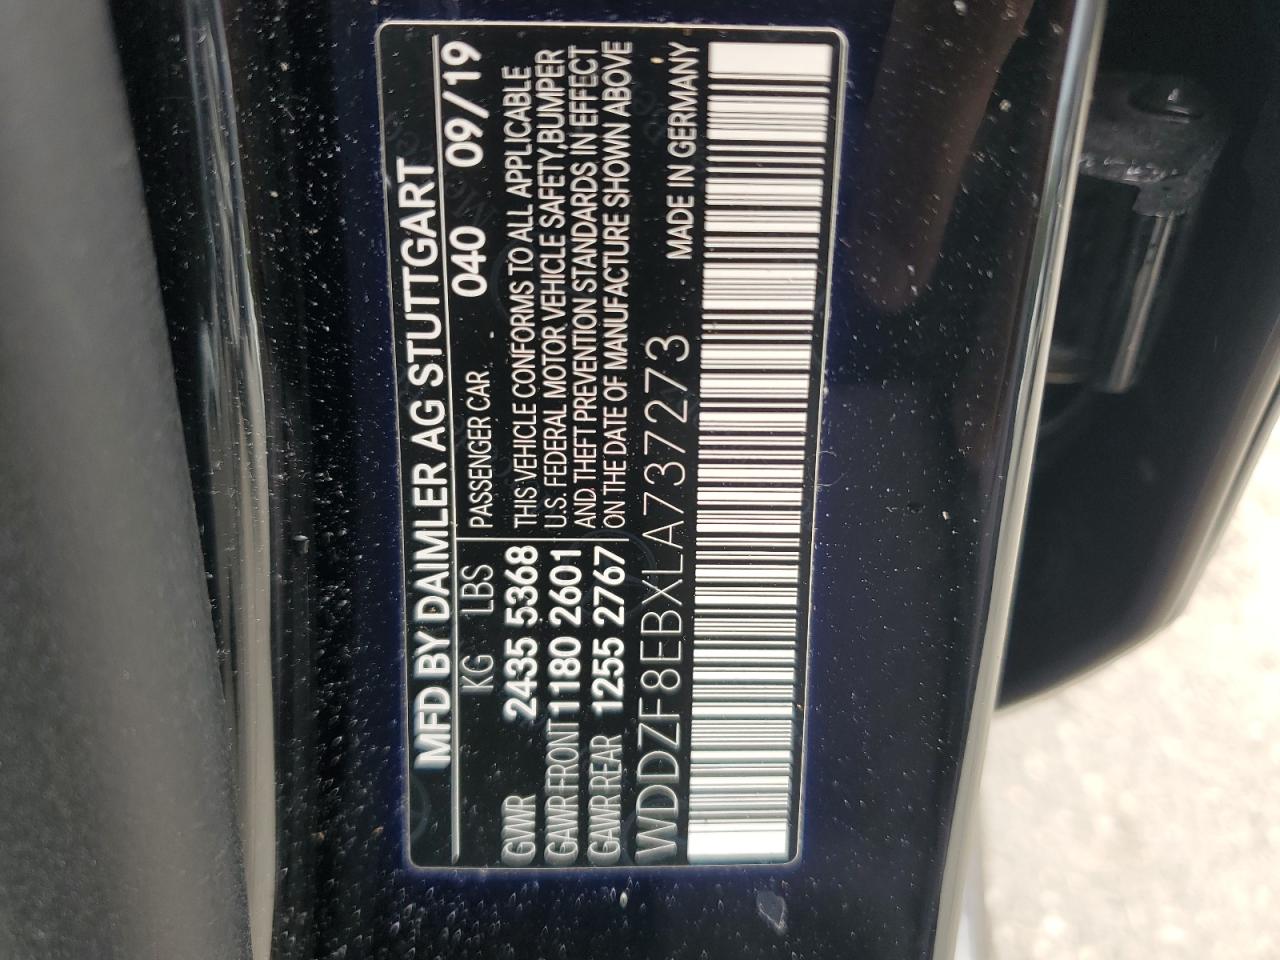 MFD BY DAIMLER AG STUTTGART
KG LBS
GVWR 2435 5368
GAWR FRONT 1180 2601
GAWR REAR 1255 2767
040 09/19
PASSENGER CAR.
THIS VEHICLE CONFORMS TO ALL APPLICABLE
U.S. FEDERAL MOTOR VEHICLE SAFETY,BUMPER
AND THEFT PREVENTION STANDARDS IN EFFECT
ON THE DATE OF MANUFACTURE SHOWN ABOVE
WDDZF8EBXLA737273 MADE IN GERMANY